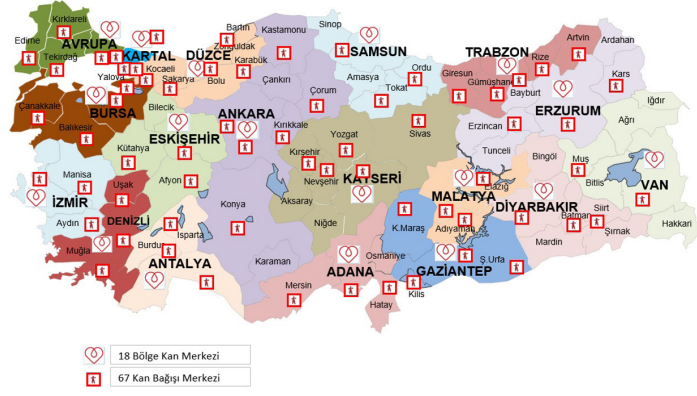 Kırklareli
Edirne
AVRUPA
Tekirdağ
KARTAL
Kocaeli
Yalova
Sakarya
DÜZCE
Bartın
Zonguldak
Karabük
Bolu
Kastamonu
Çankırı
Sinop
SAMSUN
Amasya
Ordu
Tokat
Çorum
TRABZON
Giresun
Gümüşhane
Rize
Artvin
Bayburt
Ardahan
Kars
ERZURUM
Iğdır
Ağrı
Erzincan
Çanakkale
BURSA
Balıkesir
Bilecik
ESKİŞEHİR
Kütahya
ANKARA
Kırıkkale
Yozgat
Sivas
Kırşehir
Nevşehir
KAYSERİ
Tunceli
Bingöl
Muş
Bitlis
VAN
Elazığ
MALATYA
DİYARBAKIR
Batman
Siirt
Şırnak
Hakkari
Manisa
İZMİR
Aydın
Uşak
Afyon
DENİZLİ
Muğla
Konya
Aksaray
Niğde
Isparta
Burdur
ANTALYA
Karaman
K.Maraş
Adıyaman
Mardin
Osmaniye
ADANA
GAZİANTEP
Ş.Urfa
Mersin
Hatay
Kilis
18 Bölge Kan Merkezi
67 Kan Bağışı Merkezi